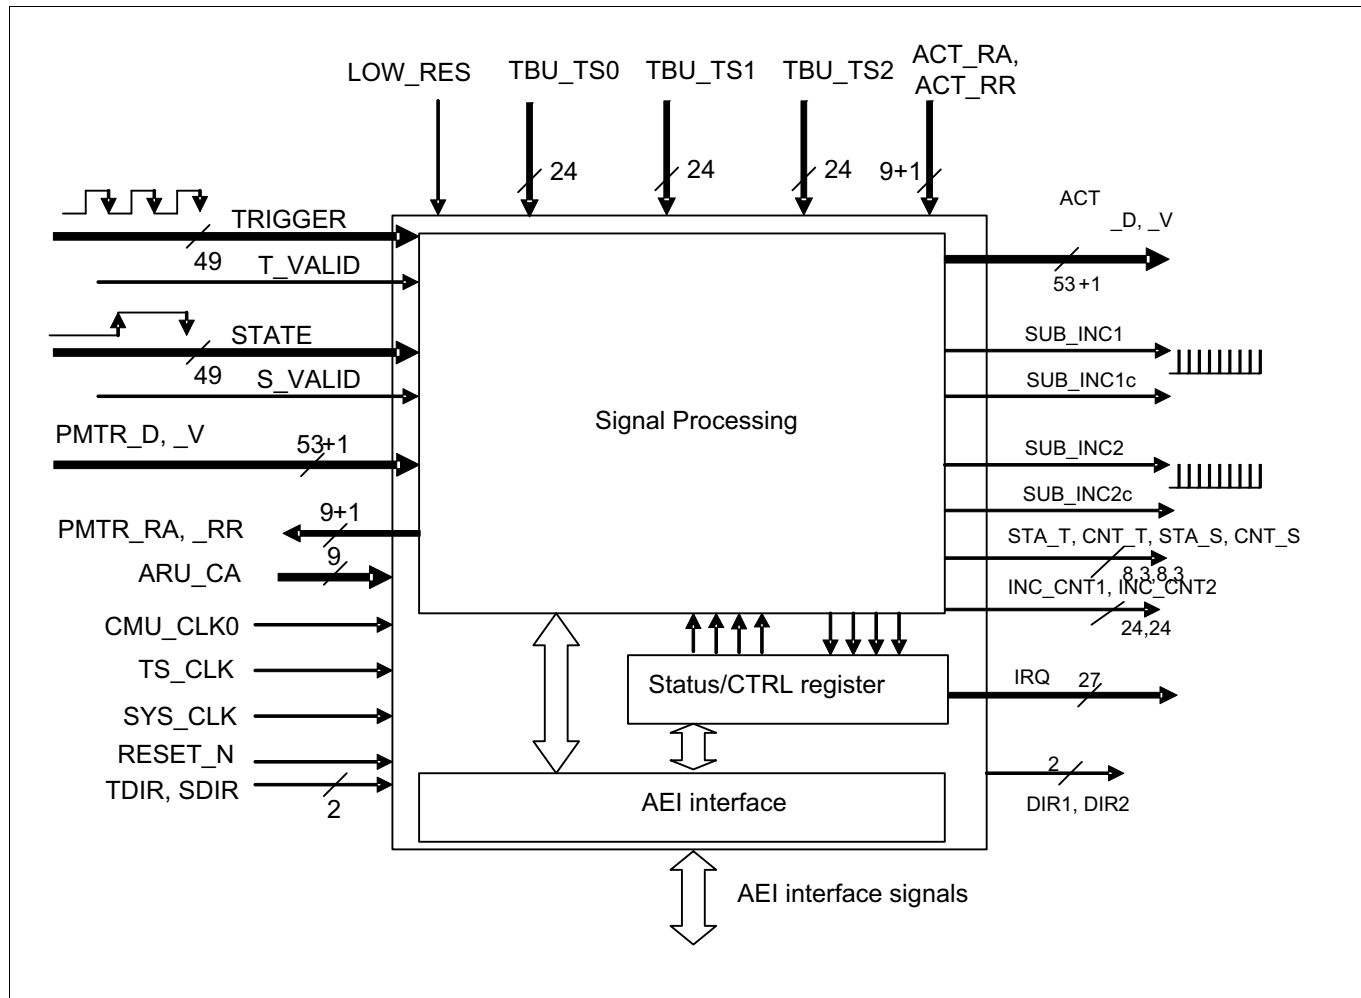 LOW_RES
TBU_TS0
TBU_TS1
TBU_TS2
ACT_RA,
ACT_RR
24
24
24
9+1
TRIGGER
49
T_VALID
STATE
49
S_VALID
PMTR_D, _V
53+1
PMTR_RA, _RR
9+1
ARU_CA
9
CMU_CLK0
TS_CLK
SYS_CLK
RESET_N
TDIR, SDIR
2
Signal Processing
Status/CTRL register
AEI interface
AEI interface signals
ACT
_D, _V
53+1
SUB_INC1
SUB_INC1c
SUB_INC2
SUB_INC2c
STA_T, CNT_T, STA_S, CNT_S
8,3,8,3
INC_CNT1, INC_CNT2
24,24
IRQ
27
2
DIR1, DIR2